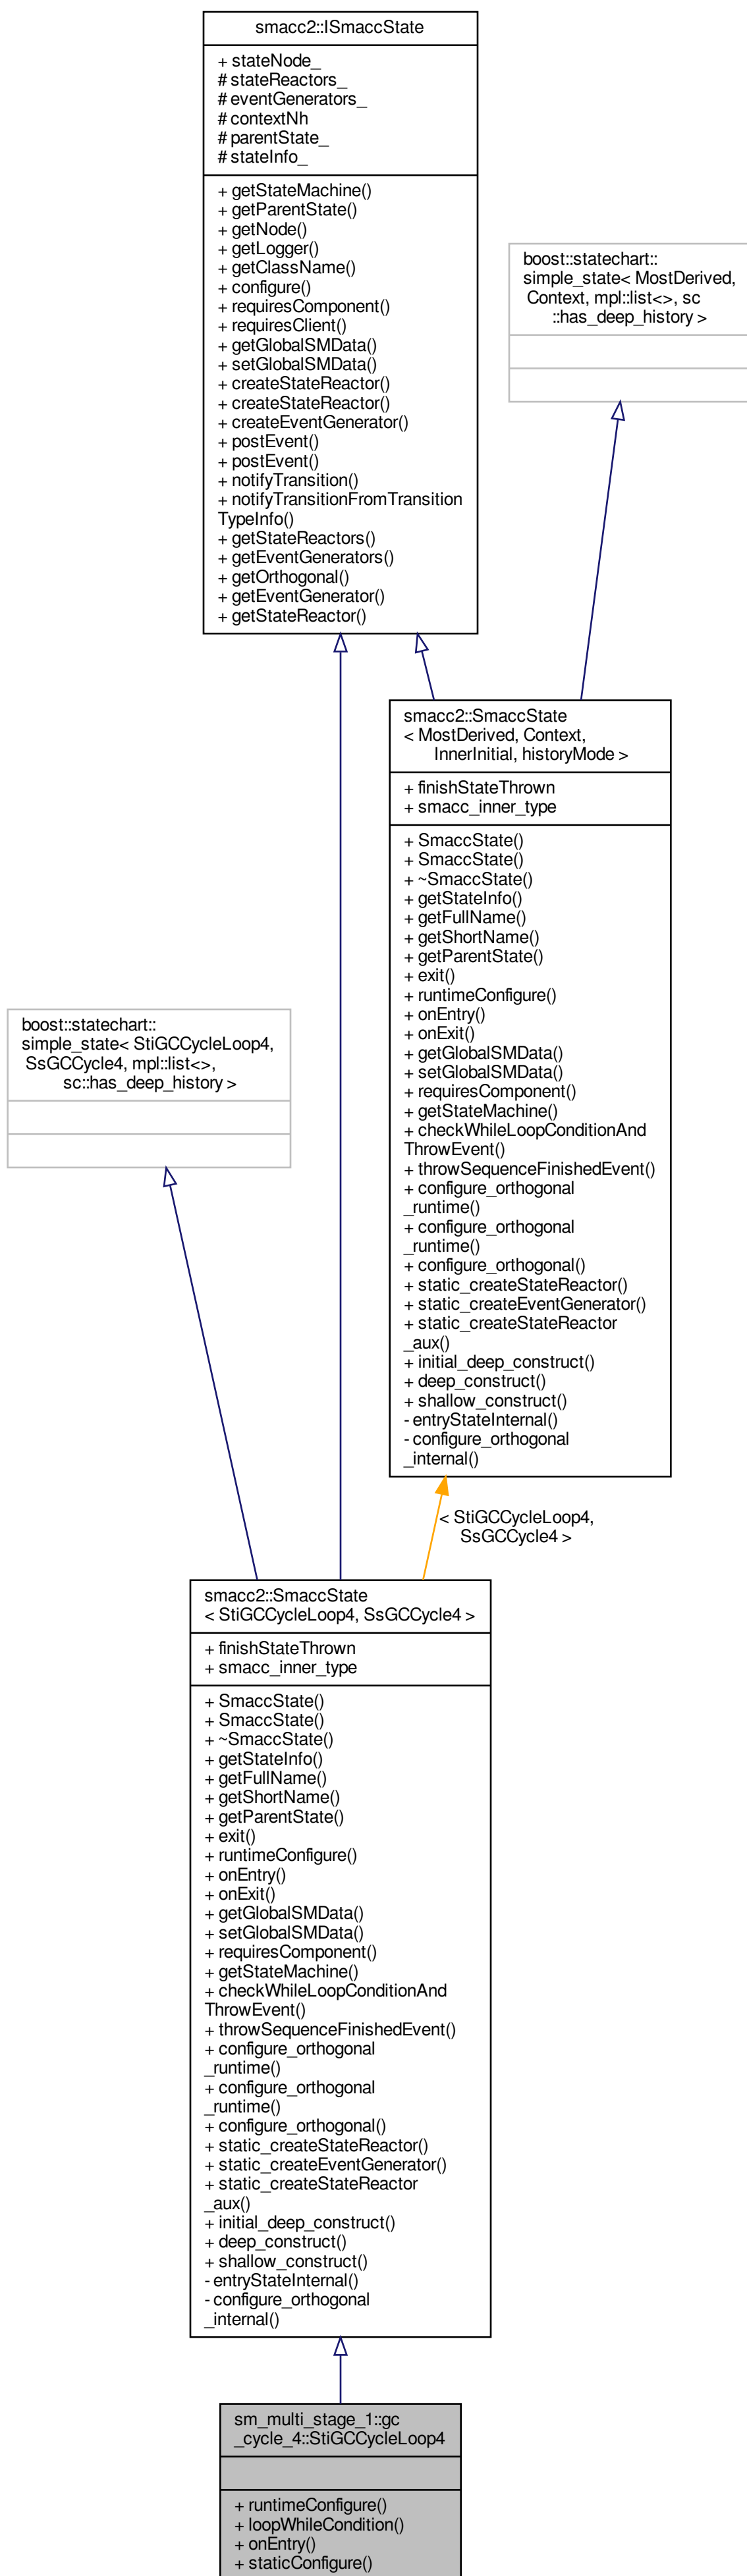 smacc2::ISmaccState
+ stateNode_
# stateReactors_
# eventGenerators_
# contextNh
# parentState_
# stateInfo_
+ getStateMachine()
+ getParentState()
+ getNode()
+ getLogger()
+ getClassName()
+ configure()
+ requiresComponent()
+ requiresClient()
+ getGlobalSMData()
+ setGlobalSMData()
+ createStateReactor()
+ createStateReactor()
+ createEventGenerator()
+ postEvent()
+ postEvent()
+ notifyTransition()
+ notifyTransitionFromTransition
TypeInfo()
+ getStateReactors()
+ getEventGenerators()
+ getOrthogonal()
+ getEventGenerator()
+ getStateReactor()
boost::statechart::
simple_state< MostDerived,
Context, mpl::list<>, sc
::has_deep_history >
smacc2::SmaccState
< MostDerived, Context,
InnerInitial, historyMode >
+ finishStateThrown
+ smacc_inner_type
+ SmaccState()
+ SmaccState()
+ ~SmaccState()
+ getStateInfo()
+ getFullName()
+ getShortName()
+ getParentState()
+ exit()
+ runtimeConfigure()
+ onEntry()
+ onExit()
+ getGlobalSMData()
+ setGlobalSMData()
+ requiresComponent()
+ getStateMachine()
+ checkWhileLoopConditionAnd
ThrowEvent()
+ throwSequenceFinishedEvent()
+ configure_orthogonal
_runtime()
+ configure_orthogonal
_runtime()
+ configure_orthogonal()
+ static_createStateReactor()
+ static_createEventGenerator()
+ static_createStateReactor
_aux()
+ initial_deep_construct()
+ deep_construct()
+ shallow_construct()
- entryStateInternal()
- configure_orthogonal
_internal()
boost::statechart::
simple_state< StiGCCycleLoop4,
SsGCCycle4, mpl::list<>,
sc::has_deep_history >
< StiGCCycleLoop4,
SsGCCycle4 >
smacc2::SmaccState
< StiGCCycleLoop4, SsGCCycle4 >
+ finishStateThrown
+ smacc_inner_type
+ SmaccState()
+ SmaccState()
+ ~SmaccState()
+ getStateInfo()
+ getFullName()
+ getShortName()
+ getParentState()
+ exit()
+ runtimeConfigure()
+ onEntry()
+ onExit()
+ getGlobalSMData()
+ setGlobalSMData()
+ requiresComponent()
+ getStateMachine()
+ checkWhileLoopConditionAnd
ThrowEvent()
+ throwSequenceFinishedEvent()
+ configure_orthogonal
_runtime()
+ configure_orthogonal
_runtime()
+ configure_orthogonal()
+ static_createStateReactor()
+ static_createEventGenerator()
+ static_createStateReactor
_aux()
+ initial_deep_construct()
+ deep_construct()
+ shallow_construct()
- entryStateInternal()
- configure_orthogonal
_internal()
sm_multi_stage_1::gc
_cycle_4::StiGCCycleLoop4
+ runtimeConfigure()
+ loopWhileCondition()
+ onEntry()
+ staticConfigure()